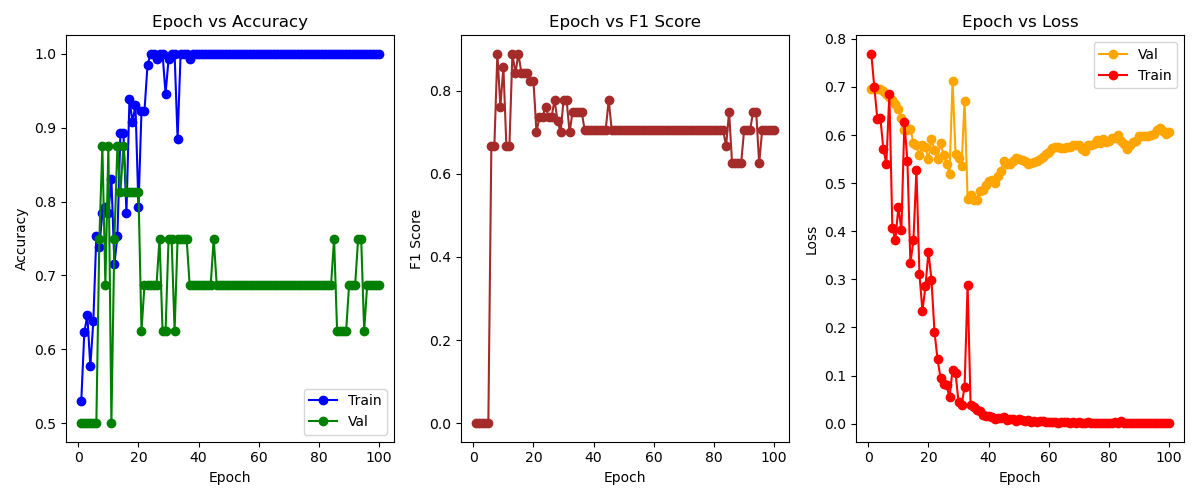 Epoch vs Accuracy
1.0
0.9
0.8
0.7
0.6
0.5
Accuracy
0 20 40 60 80 100
Epoch
Train
Val
Epoch vs F1 Score
0.8
0.6
0.4
0.2
0.0
F1 Score
0 20 40 60 80 100
Epoch
Epoch vs Loss
0.8
0.7
0.6
0.5
0.4
0.3
0.2
0.1
0.0
Loss
0 20 40 60 80 100
Epoch
Val
Train